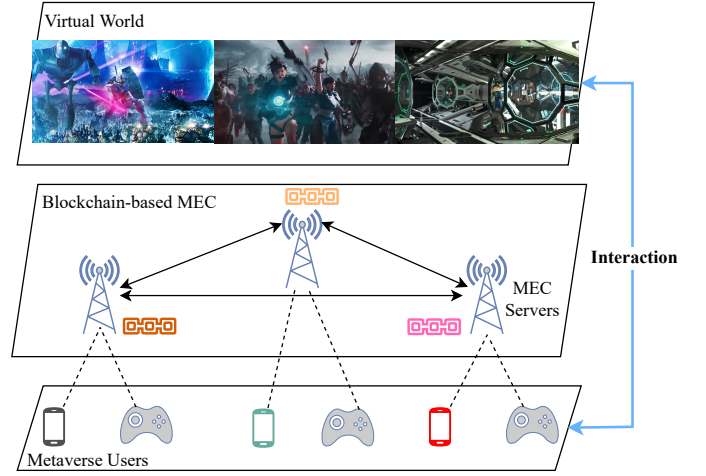 Virtual World
Blockchain-based MEC
Interaction
MEC
Servers
Metaverse Users